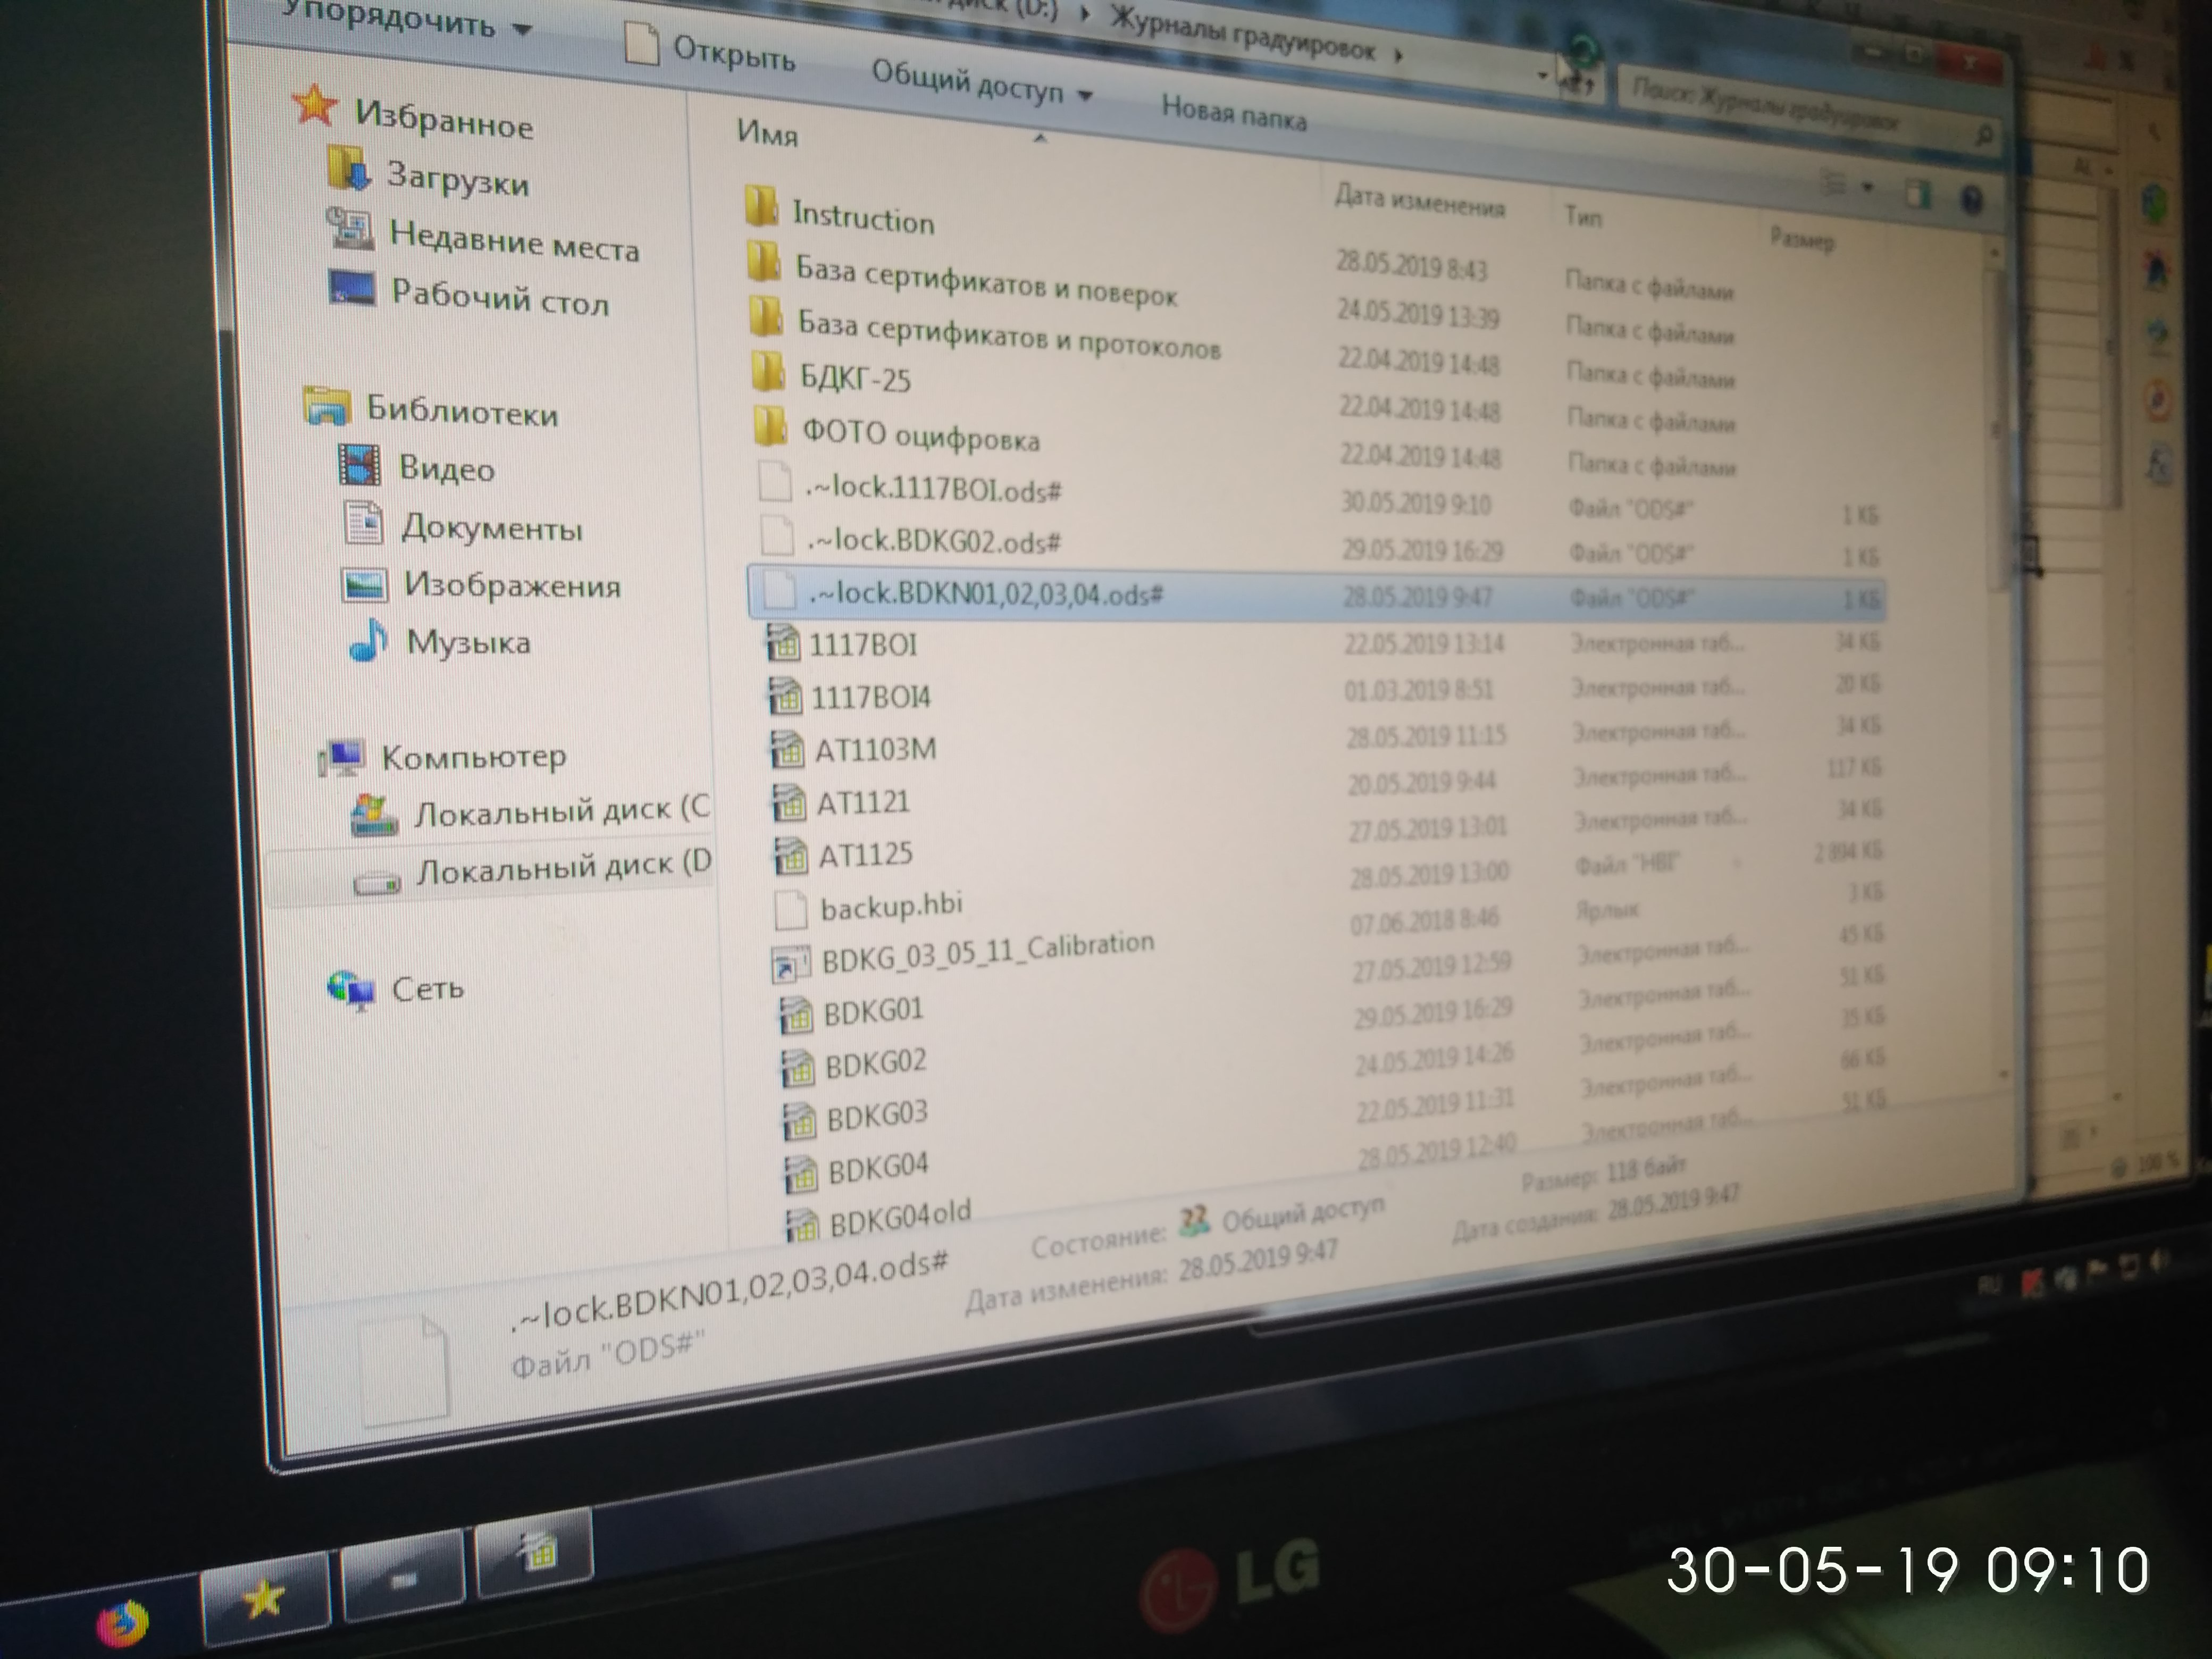 Упорядочить
Открыть
Общий доступ
Новая папка
диск (D:)
Журналы градуировок
Поиск: Журналы градуировок
Избранное
Загрузки
Недавние места
Рабочий стол
Библиотеки
Видео
Документы
Изображения
Музыка
Компьютер
Локальный диск (C
Локальный диск (D
Сеть
Имя Дата изменения Тип Размер
Instruction 28.05.2019 8:43 Папка с файлами
База сертификатов и поверок 24.05.2019 13:39 Папка с файлами
База сертификатов и протоколов 22.04.2019 14:48 Папка с файлами
БДКГ-25 22.04.2019 14:48 Папка с файлами
ФОТО оцифровка 22.04.2019 14:48 Папка с файлами
.~lock.1117BOI.ods# 30.05.2019 9:10 Файл "ODS#" 1 КБ
.~lock.BDKG02.ods# 29.05.2019 16:29 Файл "ODS#" 1 КБ
.~lock.BDKN01,02,03,04.ods# 28.05.2019 9:47 Файл "ODS#" 1 КБ
1117BOI 22.05.2019 13:14 Электронная таб... 34 КБ
1117BOI4 01.03.2019 8:51 Электронная таб... 20 КБ
AT1103M 28.05.2019 11:15 Электронная таб... 34 КБ
AT1121 20.05.2019 9:44 Электронная таб... 117 КБ
AT1125 27.05.2019 13:01 Электронная таб... 34 КБ
backup.hbi 28.05.2019 13:00 Файл "HBI" 2 894 КБ
BDKG_03_05_11_Calibration 07.06.2018 8:46 Ярлык 3 КБ
BDKG01 27.05.2019 12:59 Электронная таб... 45 КБ
BDKG02 29.05.2019 16:29 Электронная таб... 51 КБ
BDKG03 24.05.2019 14:26 Электронная таб... 35 КБ
BDKG04 22.05.2019 11:31 Электронная таб... 66 КБ
BDKG04old 28.05.2019 12:40 Электронная таб... 51 КБ
.~lock.BDKN01,02,03,04.ods# Состояние: Общий доступ Размер: 118 байт
Файл "ODS#" Дата изменения: 28.05.2019 9:47 Дата создания: 28.05.2019 9:47
100 %
RU
LG
30-05-19 09:10